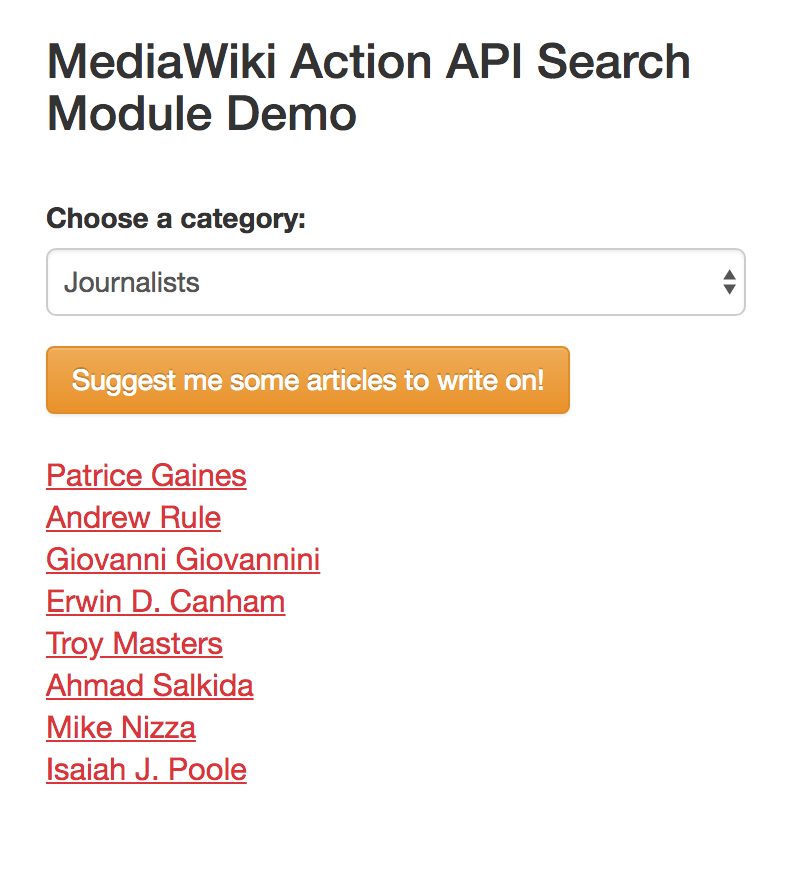 MediaWiki Action API Search
Module Demo
Choose a category:
Journalists
Suggest me some articles to write on!
Patrice Gaines
Andrew Rule
Giovanni Giovannini
Erwin D. Canham
Troy Masters
Ahmad Salkida
Mike Nizza
Isaiah J. Poole